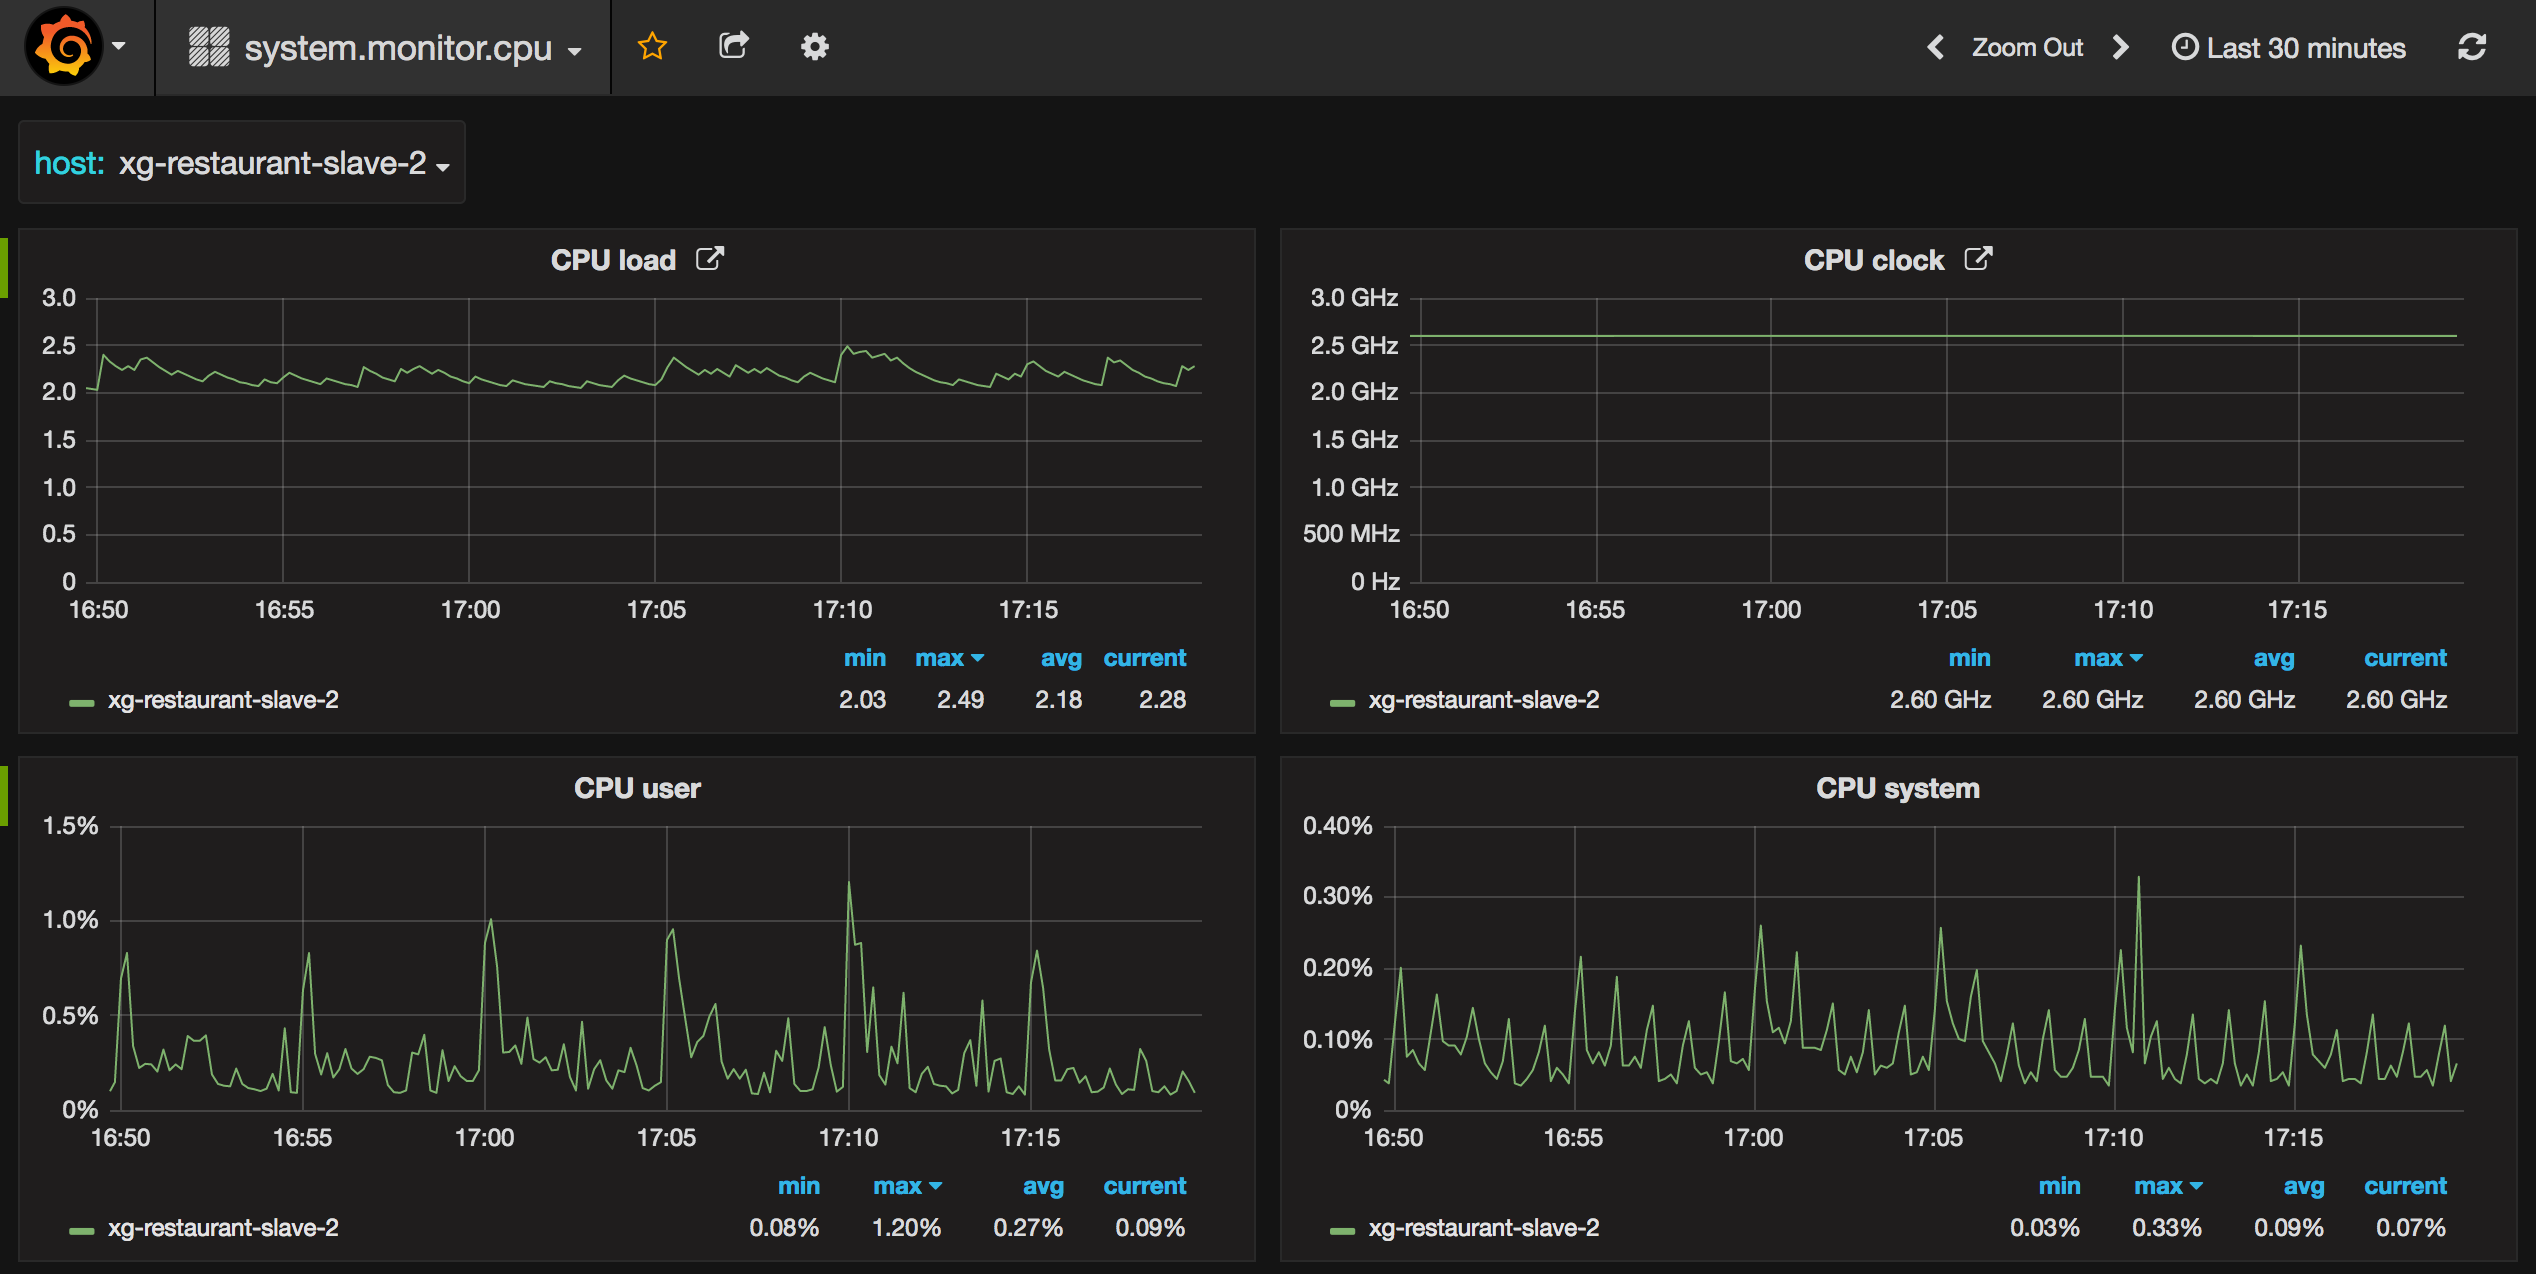 system.monitor.cpu
Zoom Out
Last 30 minutes
host: xg-restaurant-slave-2
CPU load
3.0
2.5
2.0
1.5
1.0
0.5
0
16:50 16:55 17:00 17:05 17:10 17:15
min max avg current
xg-restaurant-slave-2 2.03 2.49 2.18 2.28
CPU clock
3.0 GHz
2.5 GHz
2.0 GHz
1.5 GHz
1.0 GHz
500 MHz
0 Hz
16:50 16:55 17:00 17:05 17:10 17:15
min max avg current
xg-restaurant-slave-2 2.60 GHz 2.60 GHz 2.60 GHz 2.60 GHz
CPU user
1.5%
1.0%
0.5%
0%
16:50 16:55 17:00 17:05 17:10 17:15
min max avg current
xg-restaurant-slave-2 0.08% 1.20% 0.27% 0.09%
CPU system
0.40%
0.30%
0.20%
0.10%
0%
16:50 16:55 17:00 17:05 17:10 17:15
min max avg current
xg-restaurant-slave-2 0.03% 0.33% 0.09% 0.07%